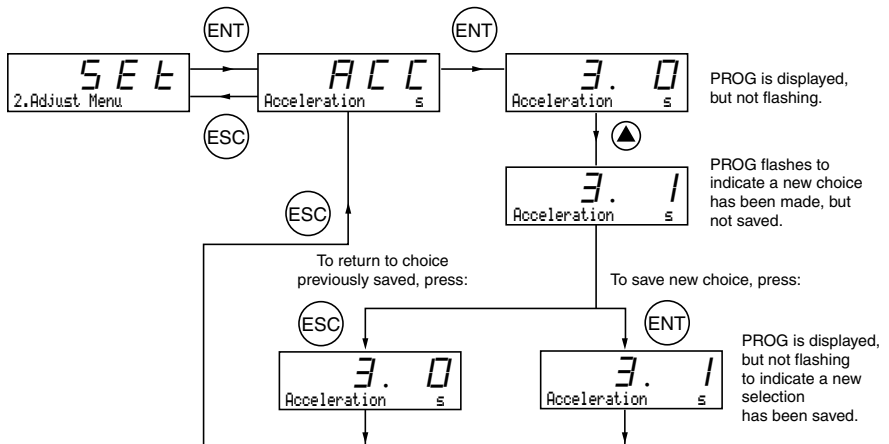 ENT
ENT
SEt
2.Adjust Menu
ACC
Acceleration s
3. 0
Acceleration s
PROG is displayed,
but not flashing.
ESC
3. 1
Acceleration s
PROG flashes to
indicate a new choice
has been made, but
not saved.
ESC
To return to choice
previously saved, press:
To save new choice, press:
ESC
ENT
3. 0
Acceleration s
3. 1
Acceleration s
PROG is displayed,
but not flashing
to indicate a new
selection
has been saved.